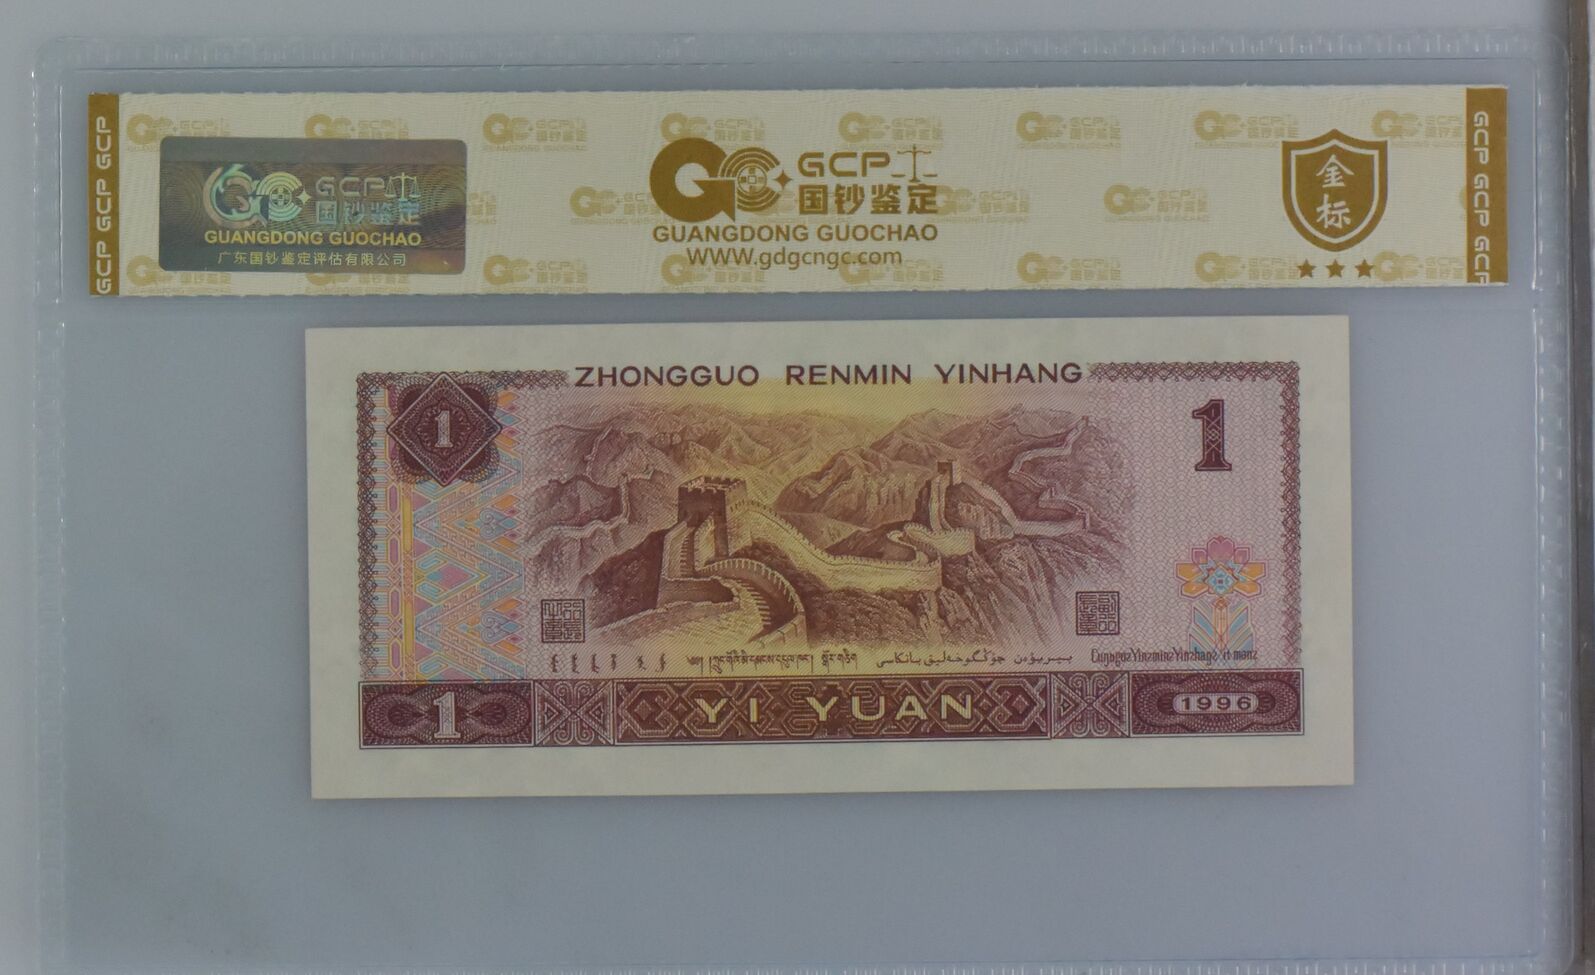 GCP GCP GCP
GCP 国钞鉴定
GUANGDONG GUOCHAO
广东国钞鉴定评估有限公司
GCP
国钞鉴定
GUANGDONG GUOCHAO
WWW.gdgcngc.com
金标
GCP GCP GCP
ZHONGGUO RENMIN YINHANG
1
1
1
YI YUAN
1996